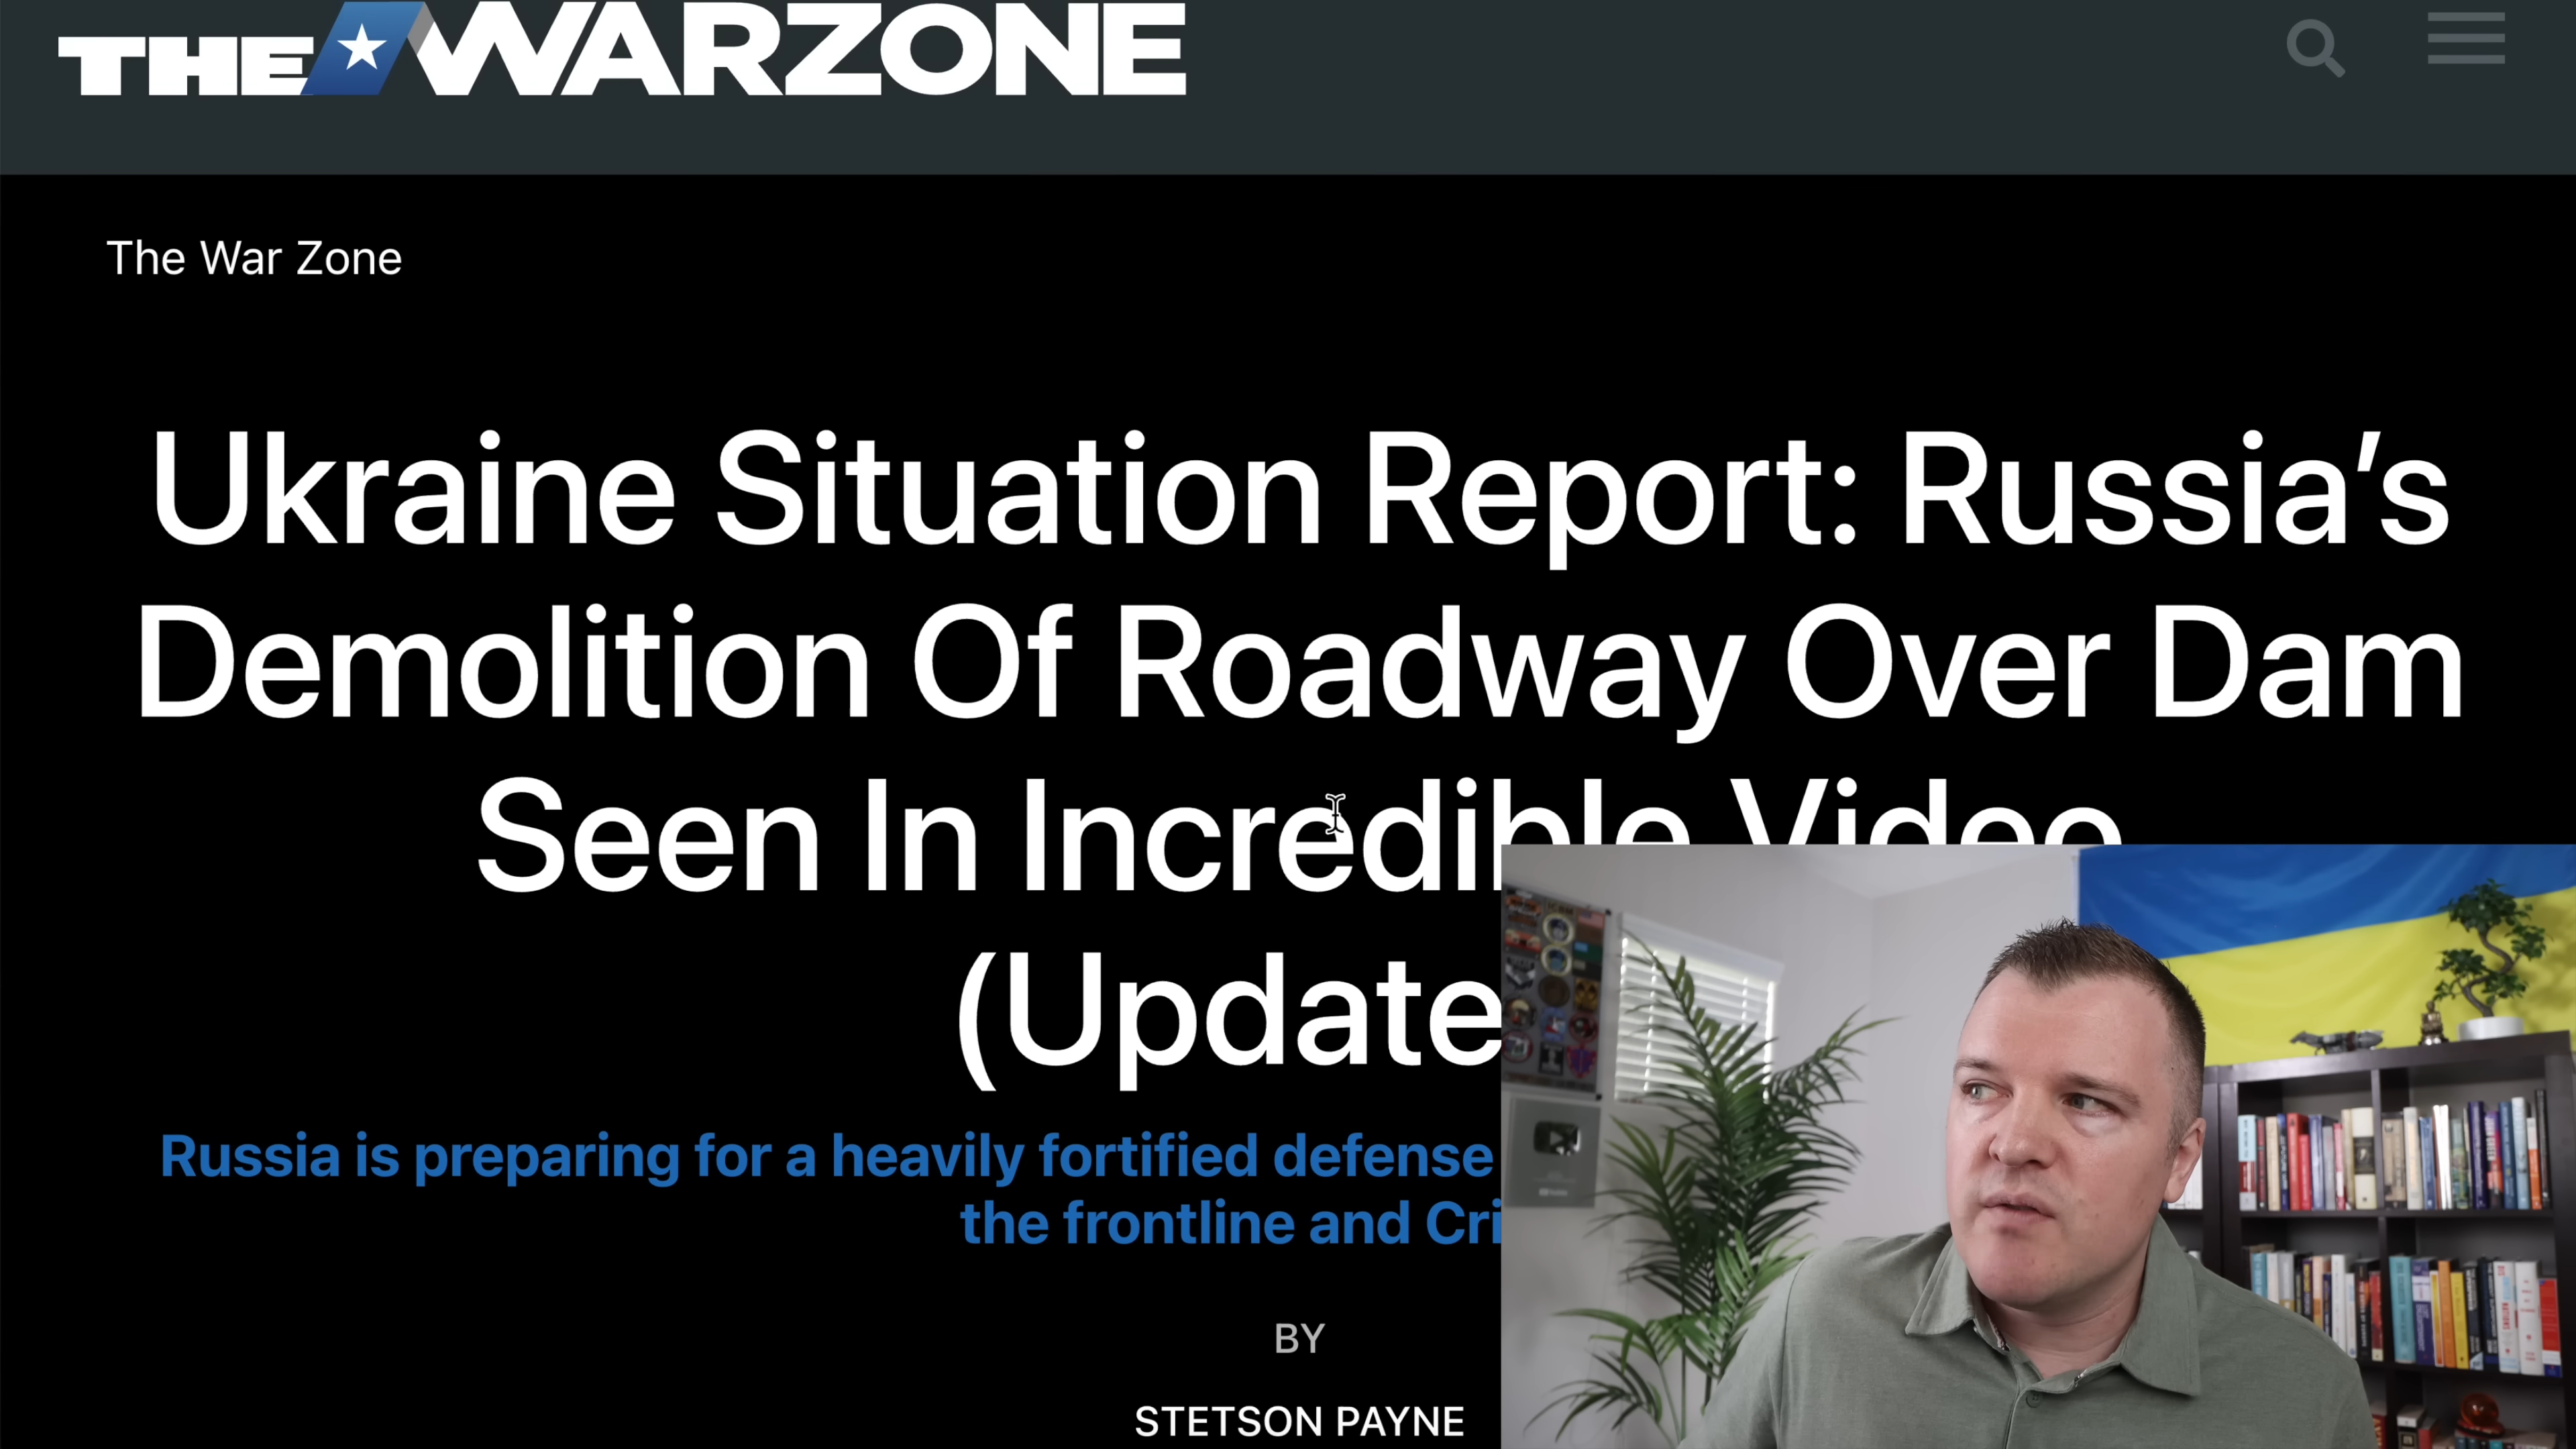 THE WARZONE
The War Zone
Ukraine Situation Report: Russia’s
Demolition Of Roadway Over Dam
Seen In Incredible Video
(Update
Russia is preparing for a heavily fortified defense
the frontline and Cri
BY
STETSON PAYNE